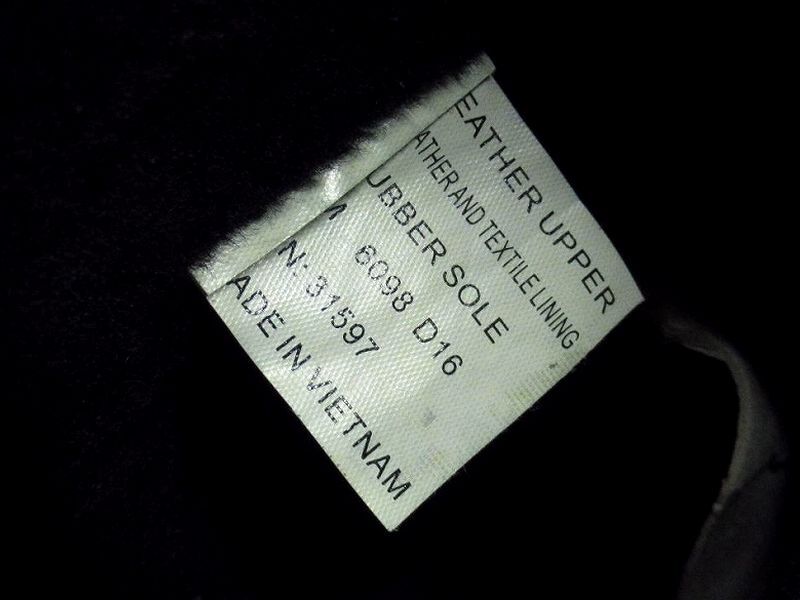 EATHER UPPER
ATHER AND TEXTILE LINING
UBBER SOLE
6098 D16
N: 31597
ADE IN VIETNAM